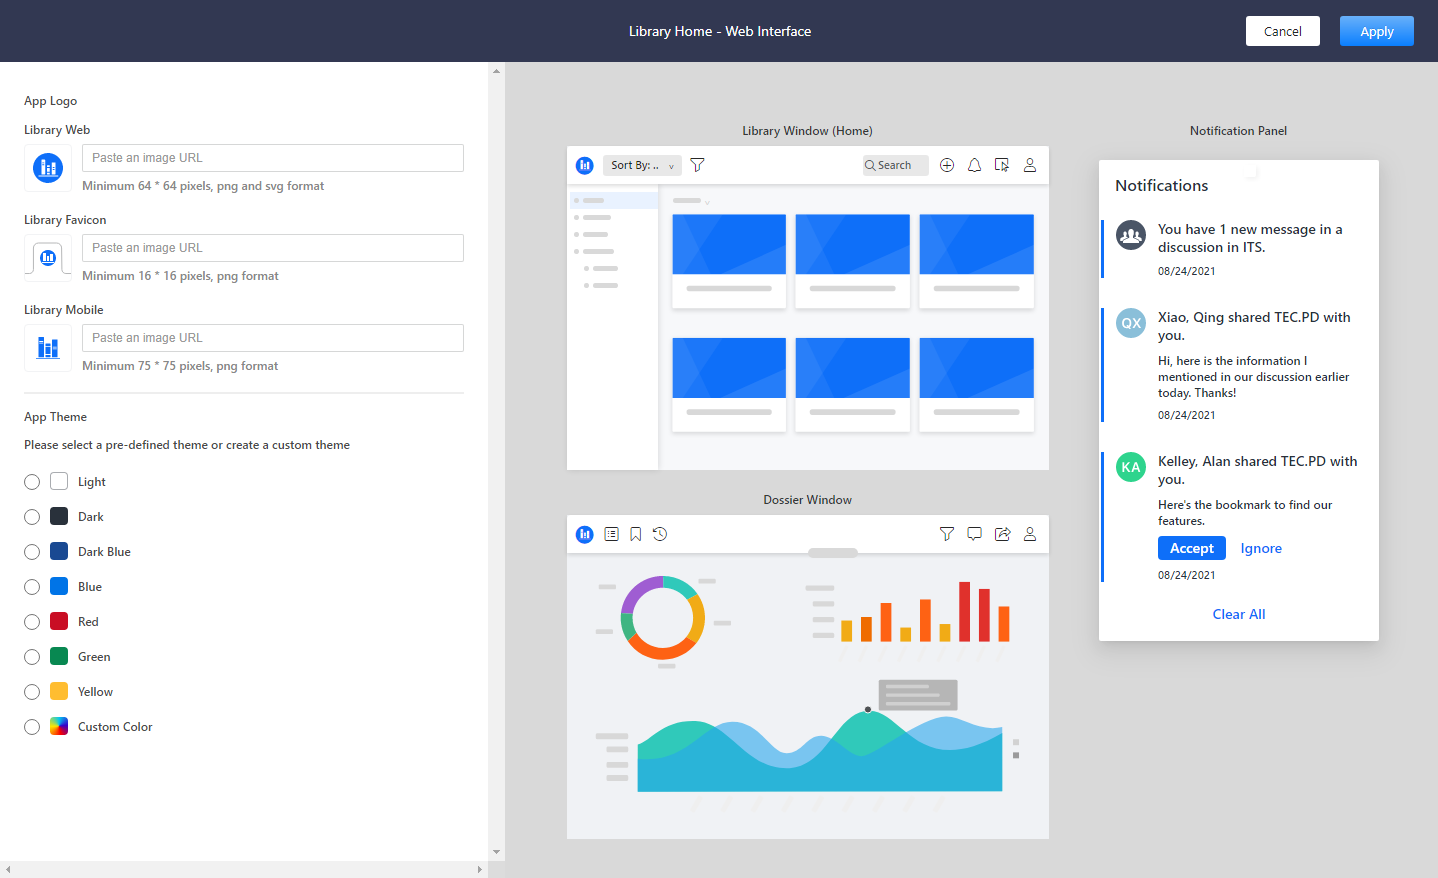 Library Home - Web Interface
Cancel
Apply
App Logo
Library Web
Paste an image URL
Minimum 64 * 64 pixels, png and svg format
Library Favicon
Paste an image URL
Minimum 16 * 16 pixels, png format
Library Mobile
Paste an image URL
Minimum 75 * 75 pixels, png format
App Theme
Please select a pre-defined theme or create a custom theme
Light
Dark
Dark Blue
Blue
Red
Green
Yellow
Custom Color
Library Window (Home)
Sort By: ..
Search
Dossier Window
Notification Panel
Notifications
You have 1 new message in a
discussion in ITS.
08/24/2021
QX
Xiao, Qing shared TEC.PD with
you.
Hi, here is the information I
mentioned in our discussion earlier
today. Thanks!
08/24/2021
KA
Kelley, Alan shared TEC.PD with
you.
Here's the bookmark to find our
features.
Accept
Ignore
08/24/2021
Clear All